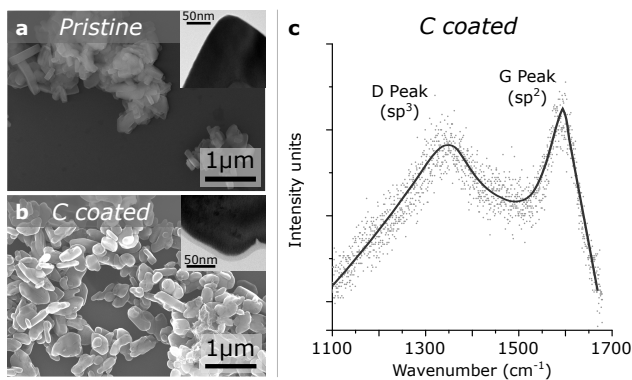 a Pristine
50nm
1μm
b C coated
50nm
1μm
c C coated
D Peak
(sp³)
G Peak
(sp²)
Intensity units
1100 1300 1500 1700
Wavenumber (cm⁻¹)